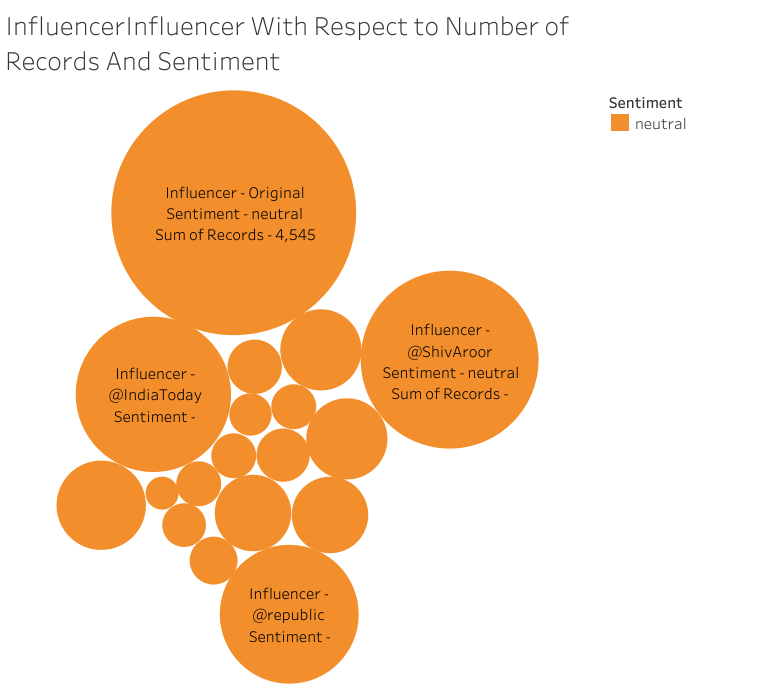 InfluencerInfluencer With Respect to Number of
Records And Sentiment
Sentiment
neutral
Influencer - Original
Sentiment - neutral
Sum of Records - 4,545
Influencer -
@ShivAroor
Sentiment - neutral
Sum of Records -
Influencer -
@IndiaToday
Sentiment -
Influencer -
@republic
Sentiment -